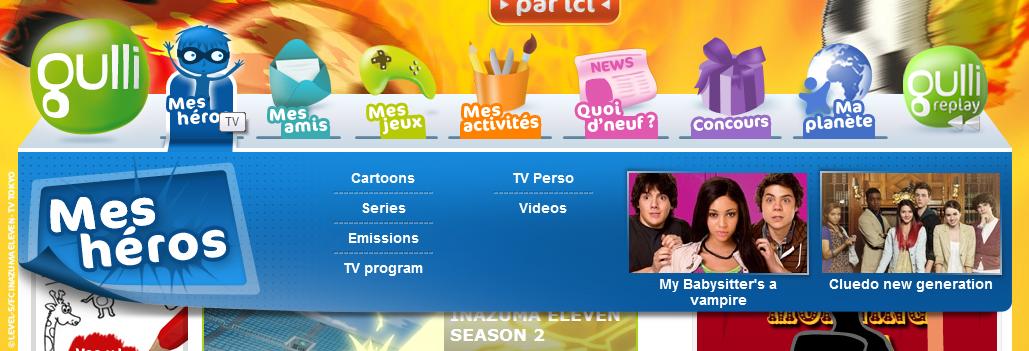 par ici
gulli
Mes
héro
TV
Mes
amis
Mes
jeux
Mes
activités
NEWS
Quoi
d'neuf ?
Concours
Ma
planète
gulli
replay
Mes
héros
Cartoons
Series
Emissions
TV program
TV Perso
Videos
My Babysitter's a
vampire
Cluedo new generation
©LEVEL-5/FC INAZUMA ELEVEN · TV TOKYO
INAZUMA ELEVEN
SEASON 2